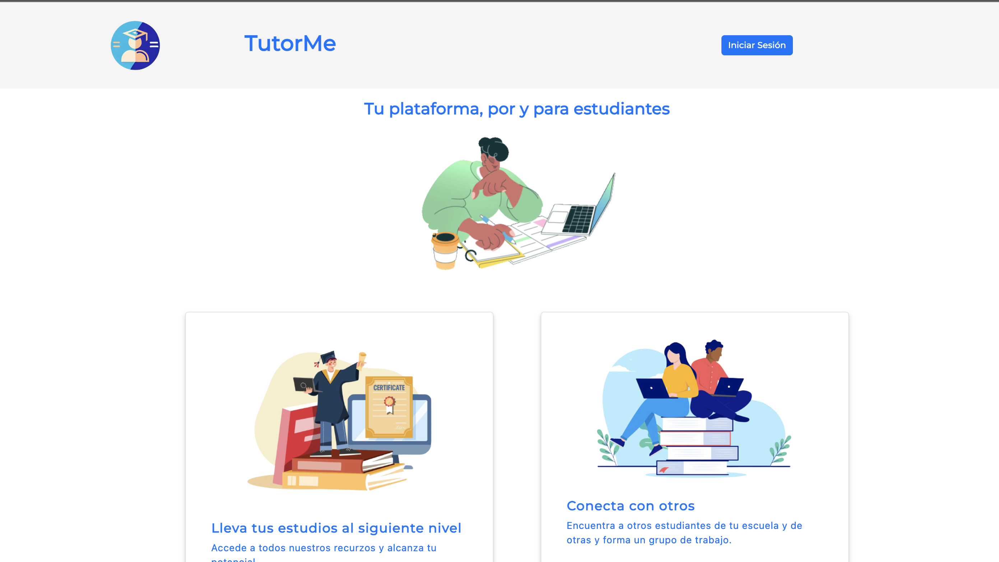 TutorMe
Iniciar Sesión
Tu plataforma, por y para estudiantes
CERTIFICATE
Lleva tus estudios al siguiente nivel
Accede a todos nuestros recurzos y alcanza tu
potencial
Conecta con otros
Encuentra a otros estudiantes de tu escuela y de
otras y forma un grupo de trabajo.